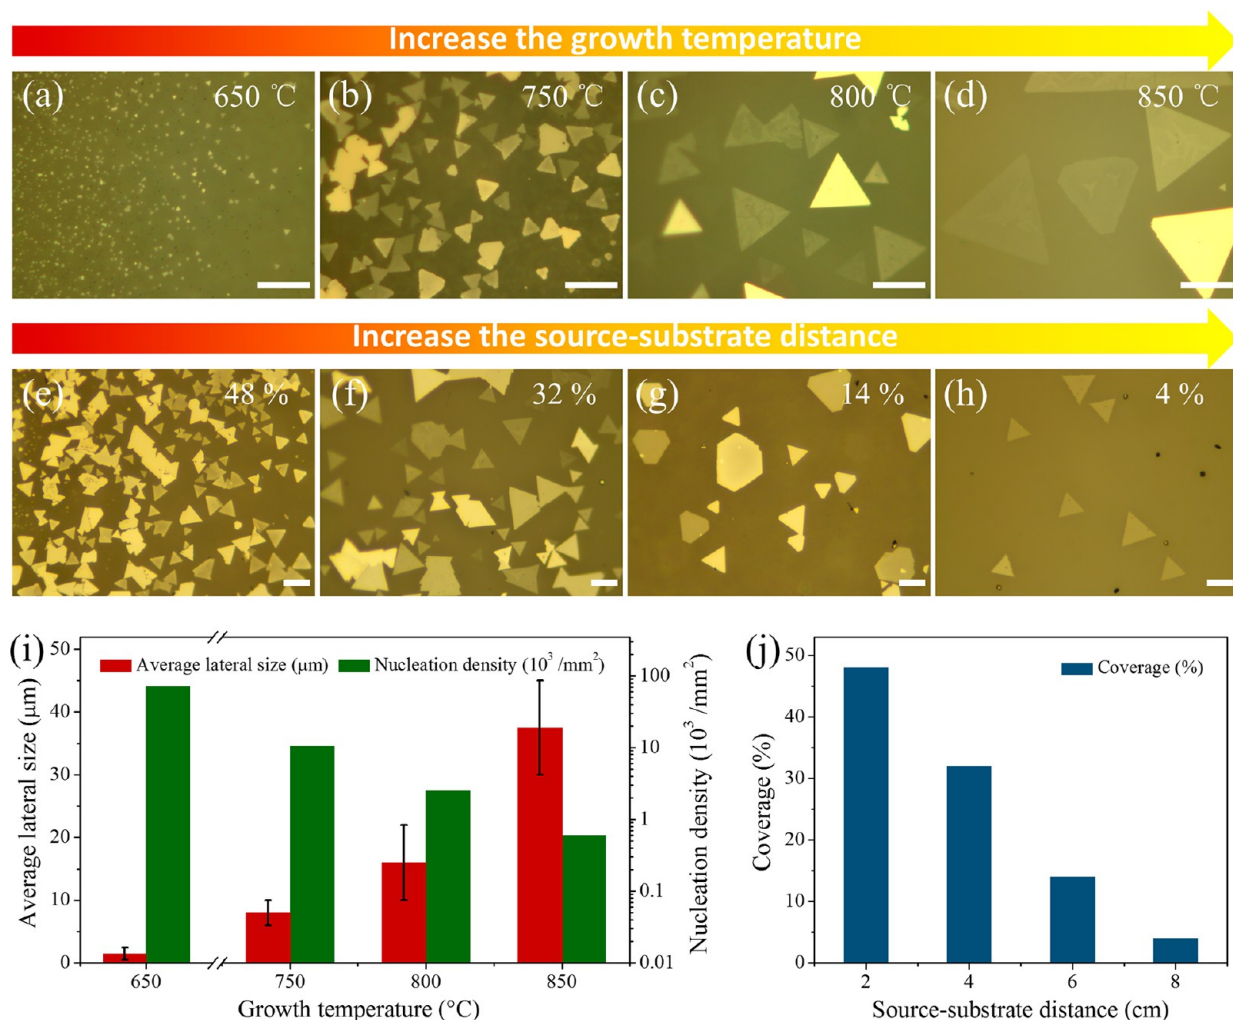 Increase the growth temperature
(a) 650 ℃
(b) 750 ℃
(c) 800 ℃
(d) 850 ℃
Increase the source-substrate distance
(e) 48 %
(f) 32 %
(g) 14 %
(h) 4 %
(i)
Average lateral size (μm)
Nucleation density (10³ /mm²)
Average lateral size (μm)
50
40
30
20
10
0
650
750
800
850
Growth temperature (°C)
100
10
1
0.1
0.01
Nucleation density (10³ /mm²)
(j)
Coverage (%)
Coverage (%)
50
40
30
20
10
0
2
4
6
8
Source-substrate distance (cm)